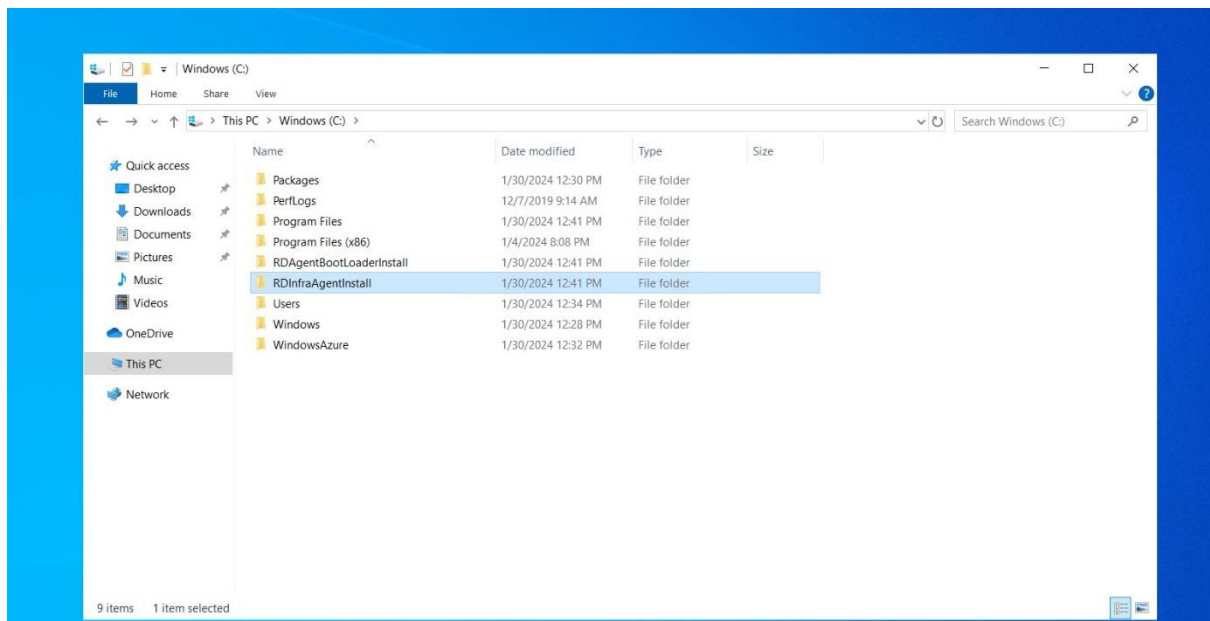 Windows (C:)
File Home Share View
This PC > Windows (C:) >
Search Windows (C:)
Name Date modified Type Size
Quick access
Desktop
Downloads
Documents
Pictures
Music
Videos
OneDrive
This PC
Network
Packages 1/30/2024 12:30 PM File folder
PerfLogs 12/7/2019 9:14 AM File folder
Program Files 1/30/2024 12:41 PM File folder
Program Files (x86) 1/4/2024 8:08 PM File folder
RDAgentBootLoaderInstall 1/30/2024 12:41 PM File folder
RDInfraAgentInstall 1/30/2024 12:41 PM File folder
Users 1/30/2024 12:34 PM File folder
Windows 1/30/2024 12:28 PM File folder
WindowsAzure 1/30/2024 12:32 PM File folder
9 items 1 item selected